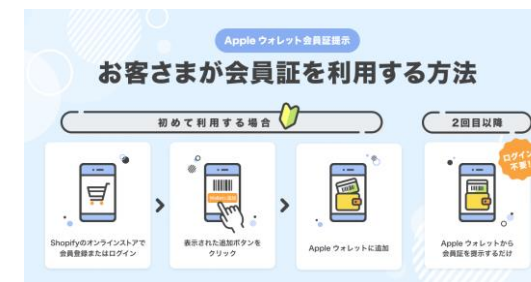 Apple ウォレット会員証提示
お客さまが会員証を利用する方法
初めて利用する場合
2回目以降
ログイン
不要!
Shopifyのオンラインストアで
会員登録またはログイン
表示された追加ボタンを
クリック
Apple ウォレットに追加
Apple ウォレットから
会員証を提示するだけ